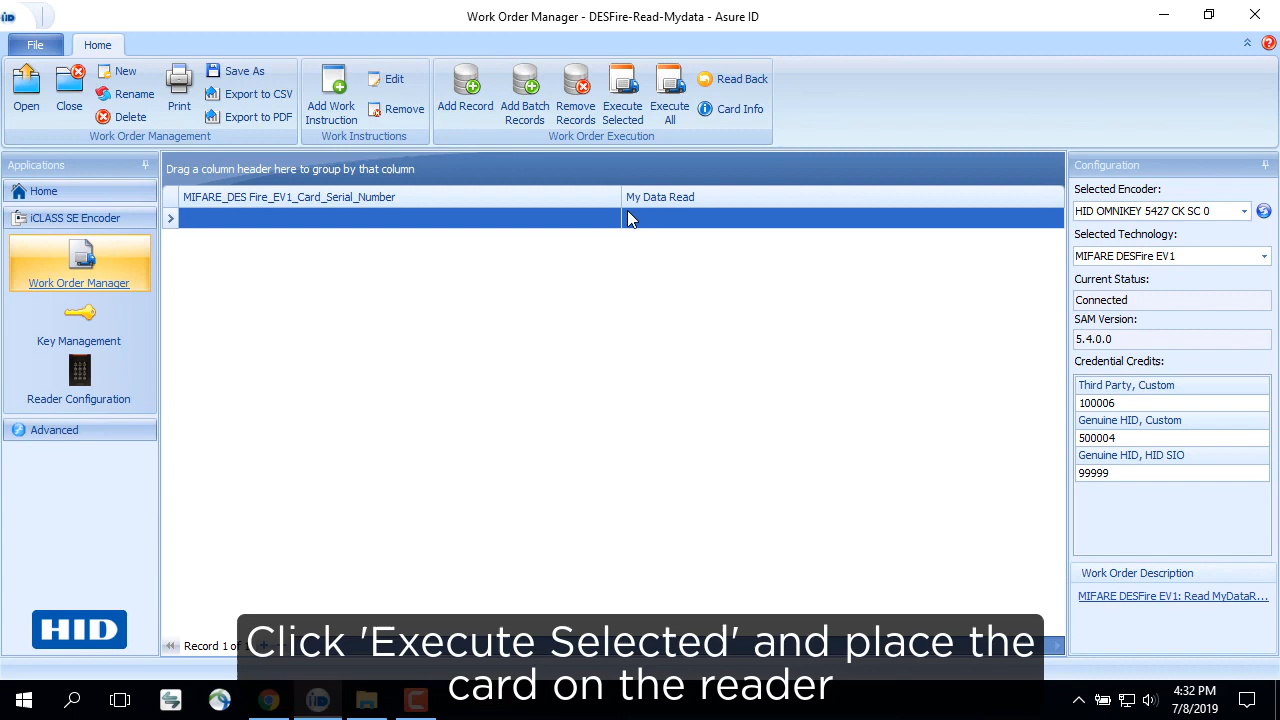 Work Order Manager - DESFire-Read-Mydata - Asure ID
File
Home
Open
Close
New
Rename
Delete
Print
Save As
Export to CSV
Export to PDF
Work Order Management
Add Work
Instruction
Edit
Remove
Work Instructions
Add Record
Add Batch
Records
Remove
Records
Execute
Selected
Execute
All
Read Back
Card Info
Work Order Execution
Applications
Home
iCLASS SE Encoder
Work Order Manager
Key Management
Reader Configuration
Advanced
HID
Drag a column header here to group by that column
MIFARE_DES Fire_EV1_Card_Serial_Number
My Data Read
Record 1 of
Configuration
Selected Encoder:
HID OMNIKEY 5427 CK SC 0
Selected Technology:
MIFARE DESFire EV1
Current Status:
Connected
SAM Version:
5.4.0.0
Credential Credits:
Third Party, Custom
100006
Genuine HID, Custom
500004
Genuine HID, HID SIO
99999
Work Order Description
MIFARE DESFire EV1: Read MyDataR...
Click 'Execute Selected' and place the
card on the reader
4:32 PM
7/8/2019